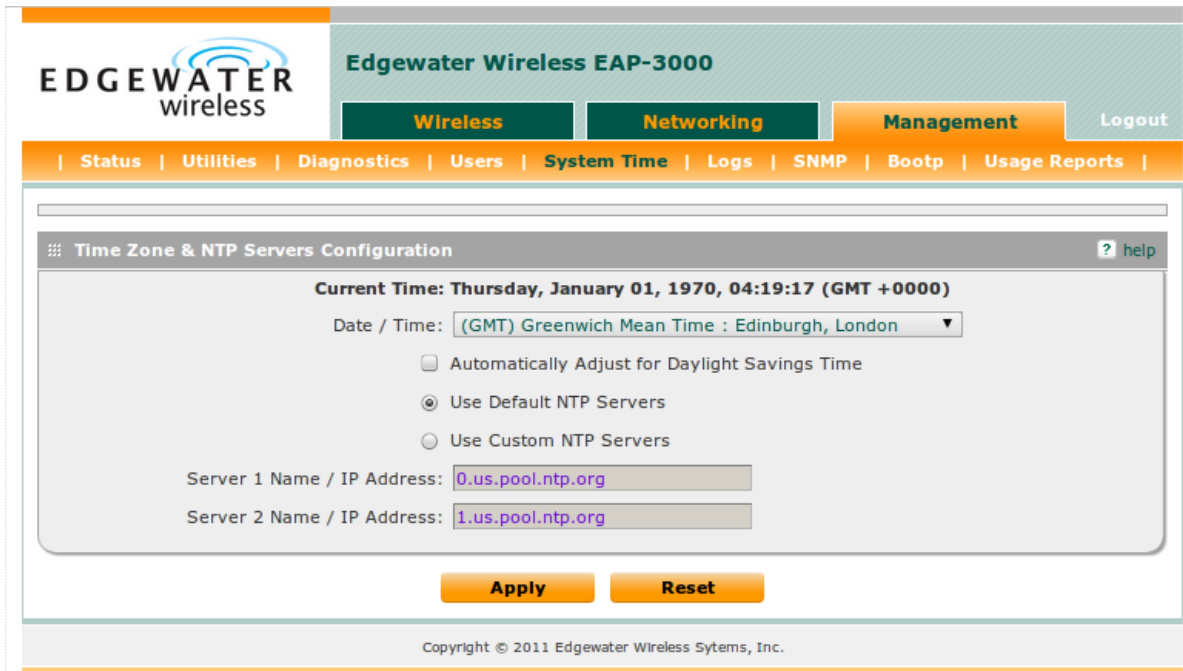 EDGEWATER
wireless
Edgewater Wireless EAP-3000
Wireless Networking Management Logout
| Status | Utilities | Diagnostics | Users | System Time | Logs | SNMP | Bootp | Usage Reports |
Time Zone & NTP Servers Configuration ? help
Current Time: Thursday, January 01, 1970, 04:19:17 (GMT +0000)
Date / Time: (GMT) Greenwich Mean Time : Edinburgh, London
Automatically Adjust for Daylight Savings Time
Use Default NTP Servers
Use Custom NTP Servers
Server 1 Name / IP Address: 0.us.pool.ntp.org
Server 2 Name / IP Address: 1.us.pool.ntp.org
Apply Reset
Copyright © 2011 Edgewater Wireless Sytems, Inc.